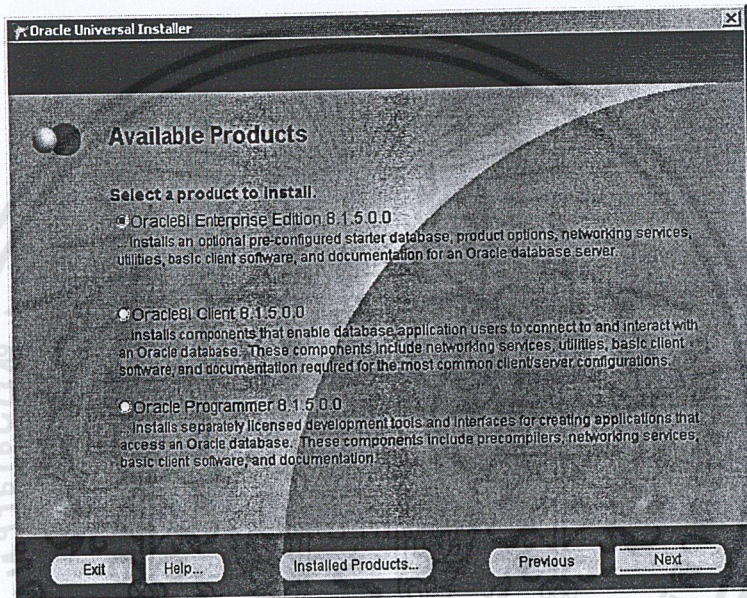 Oracle Universal Installer
Available Products
Select a product to install.
Oracle8i Enterprise Edition 8.1.5.0.0
...Installs an optional pre-configured starter database, product options, networking services,
utilities, basic client software, and documentation for an Oracle database server.
Oracle8i Client 8.1.5.0.0
...Installs components that enable database application users to connect to and interact with
an Oracle database. These components include networking services, utilities, basic client
software, and documentation required for the most common client/server configurations.
Oracle Programmer 8.1.5.0.0
...Installs separately licensed development tools and interfaces for creating applications that
access an Oracle database. These components include precompilers, networking services,
basic client software, and documentation.
Exit
Help...
Installed Products...
Previous
Next